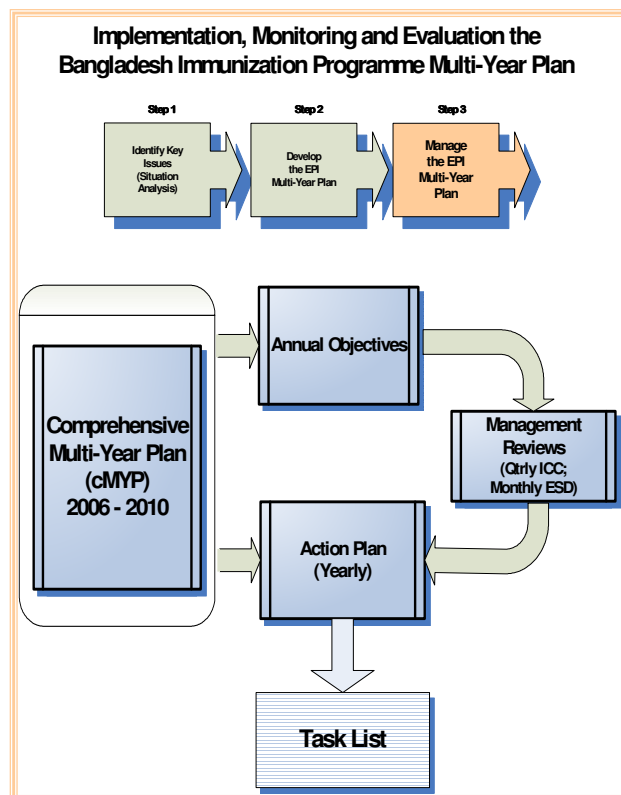 Implementation, Monitoring and Evaluation the
Bangladesh Immunization Programme Multi-Year Plan
Step 1
Step 2
Step 3
Identify Key
Issues
(Situation
Analysis)
Develop
the EPI
Multi-Year Plan
Manage
the EPI
Multi-Year
Plan
Comprehensive
Multi-Year Plan
(cMYP)
2006 - 2010
Annual Objectives
Management
Reviews
(Qtrly ICC;
Monthly ESD)
Action Plan
(Yearly)
Task List